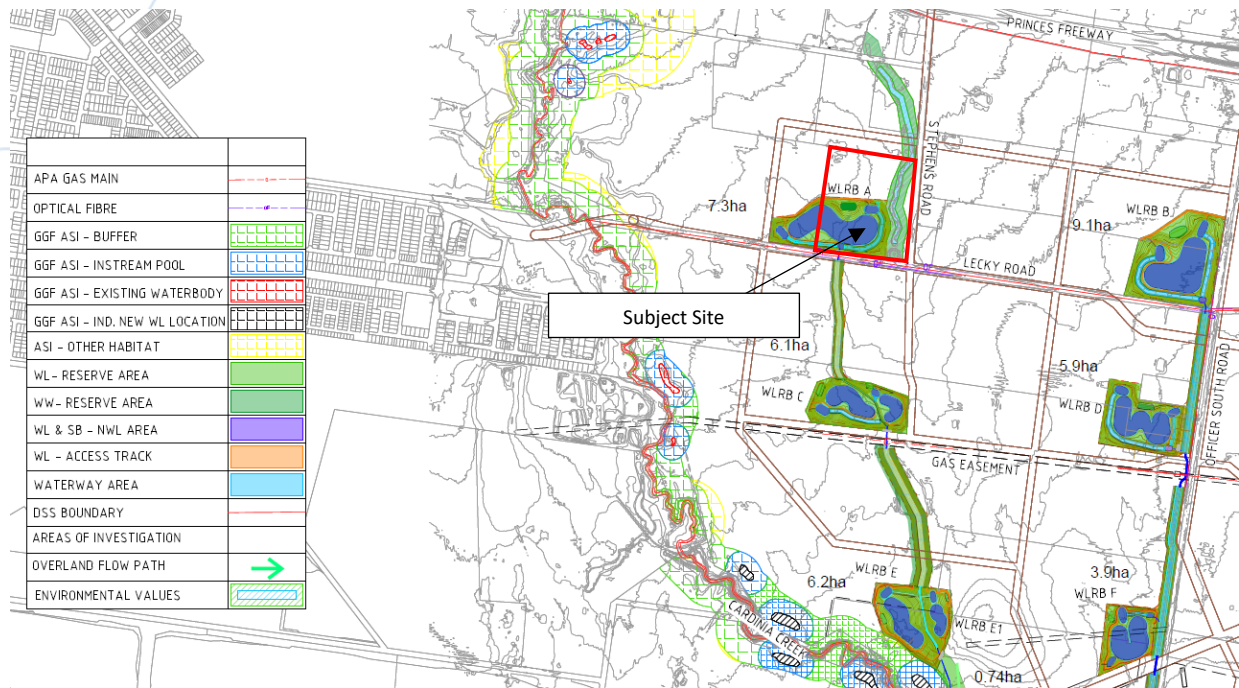 APA GAS MAIN
OPTICAL FIBRE
GGF ASI - BUFFER
GGF ASI - INSTREAM POOL
GGF ASI - EXISTING WATERBODY
GGF ASI - IND. NEW WL LOCATION
ASI - OTHER HABITAT
WL- RESERVE AREA
WW- RESERVE AREA
WL & SB - NWL AREA
WL - ACCESS TRACK
WATERWAY AREA
DSS BOUNDARY
AREAS OF INVESTIGATION
OVERLAND FLOW PATH
ENVIRONMENTAL VALUES
PRINCES FREEWAY
STEPHENS ROAD
WLRB A
7.3ha
WLRB B
9.1ha
LECKY ROAD
Subject Site
6.1ha
WLRB C
5.9ha
WLRB D
OFFICER SOUTH ROAD
GAS EASEMENT
6.2ha
WLRB E
3.9ha
WLRB F
CARDINIA CREEK
WLRB E1
0.74ha